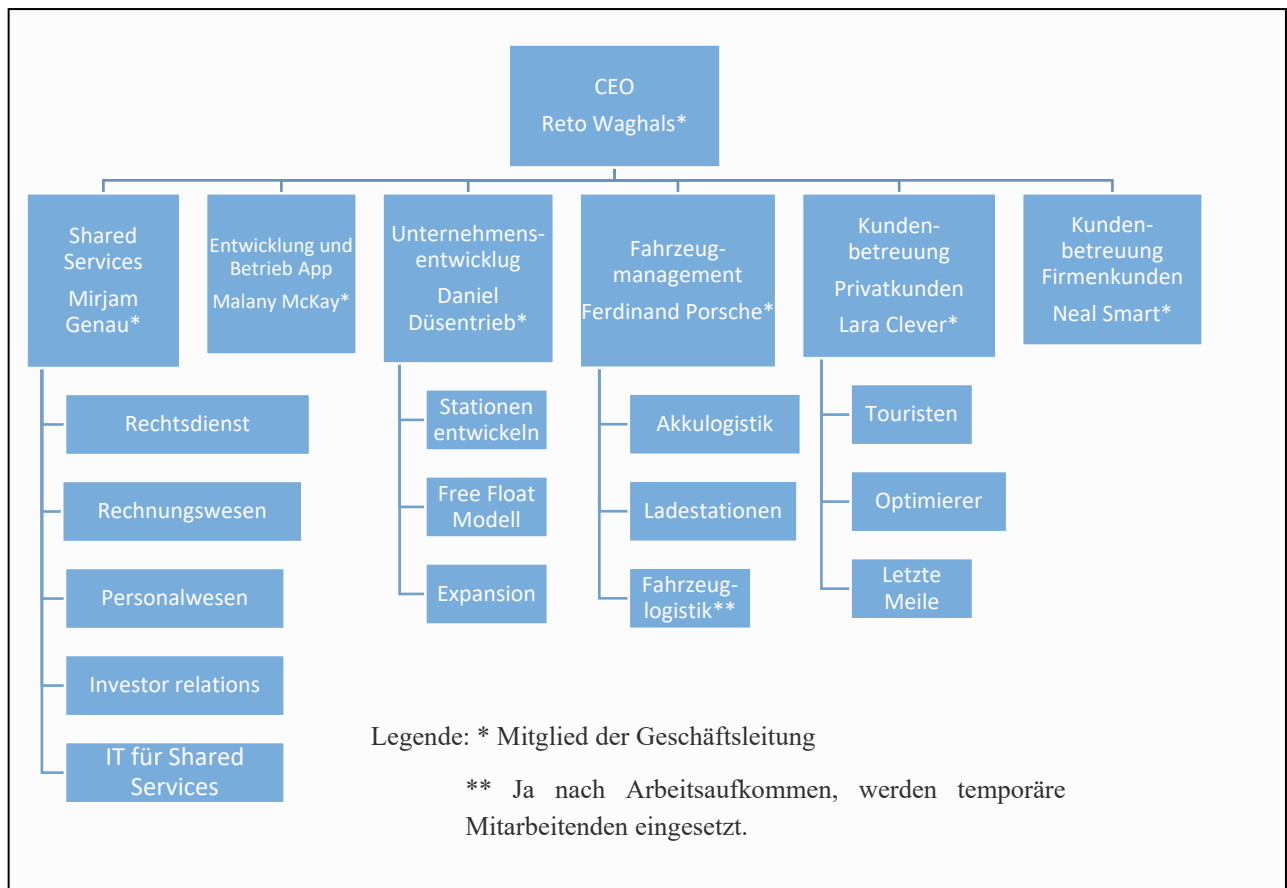 CEO
Reto Waghals*
Shared
Services
Mirjam
Genau*
Entwicklung und
Betrieb App
Malany McKay*
Unternehmens-
entwicklug
Daniel
Düsentrieb*
Fahrzeug-
management
Ferdinand Porsche*
Kunden-
betreuung
Privatkunden
Lara Clever*
Kunden-
betreuung
Firmenkunden
Neal Smart*
Rechtsdienst
Rechnungswesen
Personalwesen
Investor relations
IT für Shared
Services
Stationen
entwickeln
Free Float
Modell
Expansion
Akkulogistik
Ladestationen
Fahrzeug-
logistik**
Touristen
Optimierer
Letzte
Meile
Legende: * Mitglied der Geschäftsleitung
** Ja nach Arbeitsaufkommen, werden temporäre
Mitarbeitenden eingesetzt.